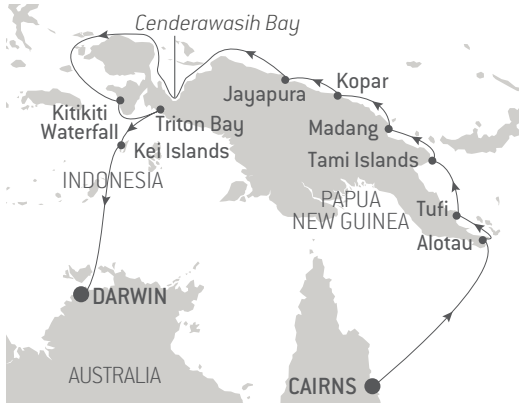 Cenderawasih Bay
Jayapura
Kopar
Kitikiti
Waterfall
Triton Bay
Madang
Kei Islands
Tami Islands
INDONESIA
PAPUA
NEW GUINEA
Tufi
Alotau
DARWIN
AUSTRALIA
CAIRNS